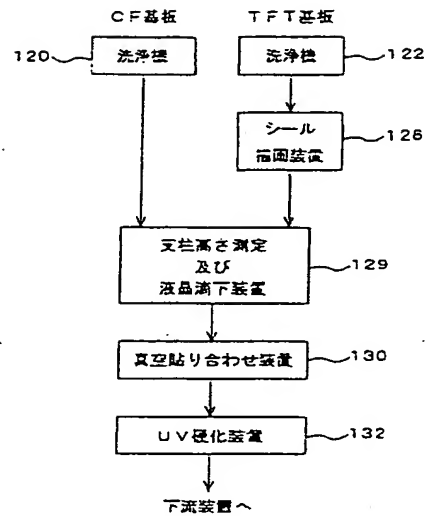 CF基板
TFT基板
120
洗浄機
洗浄機
122
シール
描画装置
126
支柱高さ測定
及び
液晶滴下装置
129
真空貼り合わせ装置
130
UV硬化装置
132
下流装置へ